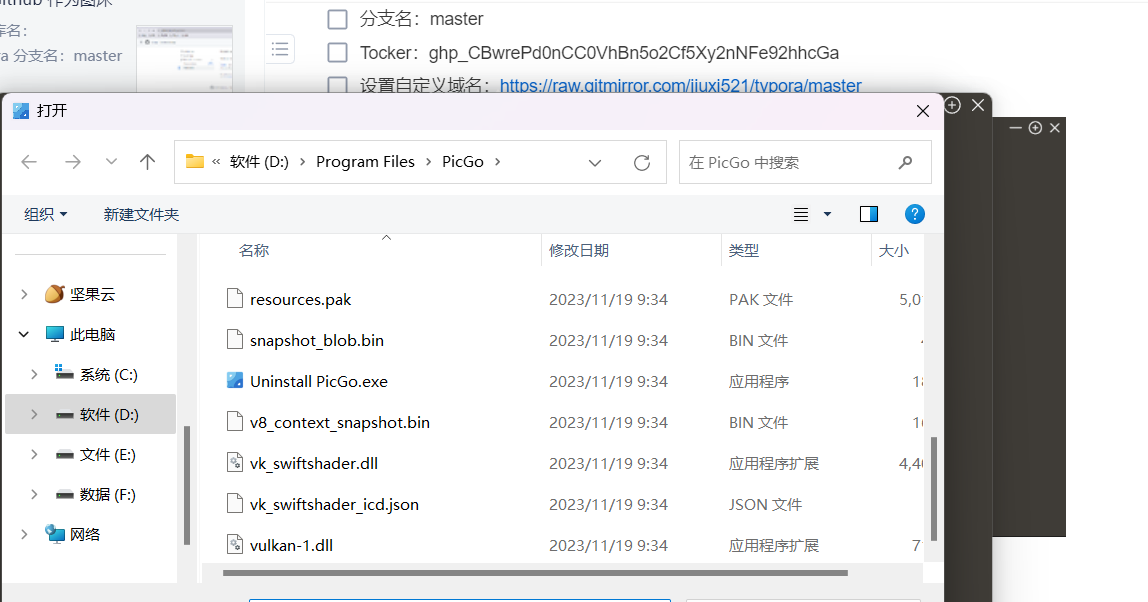 github 作为图床
库名：
ra 分支名：master
分支名：master
Tocker：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
设置自定义域名：https://raw.gitmirror.com/jiuxi521/typora/master
打开
« 软件 (D:) › Program Files › PicGo ›
在 PicGo 中搜索
组织
新建文件夹
名称 修改日期 类型 大小
resources.pak 2023/11/19 9:34 PAK 文件 5,0
snapshot_blob.bin 2023/11/19 9:34 BIN 文件
Uninstall PicGo.exe 2023/11/19 9:34 应用程序 18
v8_context_snapshot.bin 2023/11/19 9:34 BIN 文件 16
vk_swiftshader.dll 2023/11/19 9:34 应用程序扩展 4,4
vk_swiftshader_icd.json 2023/11/19 9:34 JSON 文件
vulkan-1.dll 2023/11/19 9:34 应用程序扩展 7
坚果云
此电脑
系统 (C:)
软件 (D:)
文件 (E:)
数据 (F:)
网络